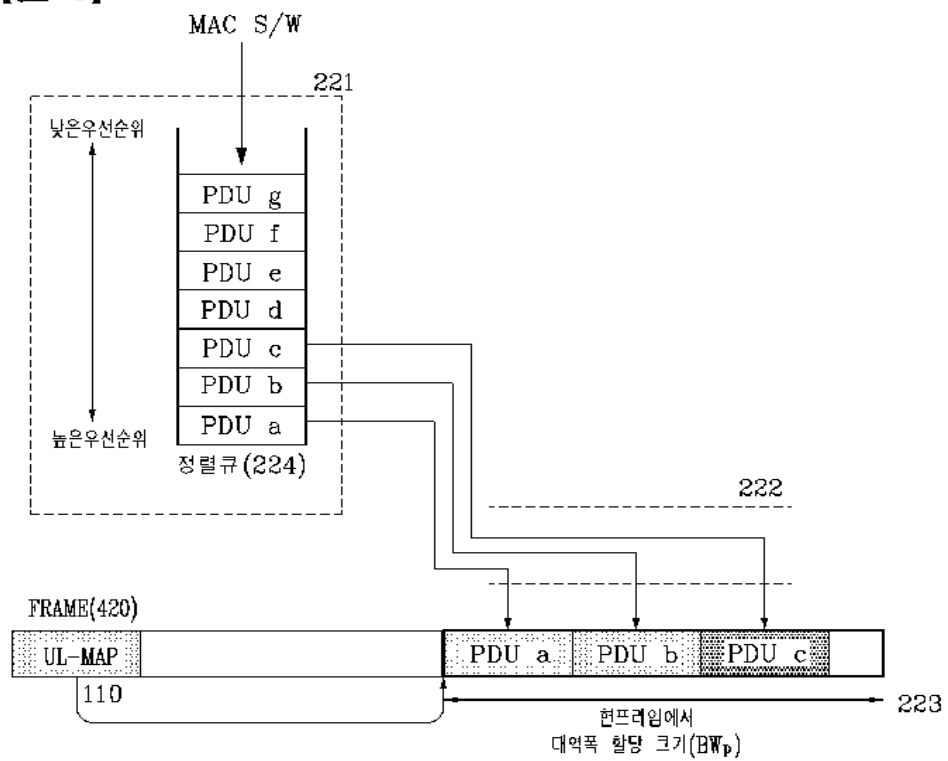 MAC S/W
221
낮은우선순위
PDU g
PDU f
PDU e
PDU d
PDU c
PDU b
PDU a
높은우선순위
정렬큐(224)
222
FRAME(420)
UL-MAP
PDU a
PDU b
PDU c
110
223
현프레임에서
대역폭 할당 크기(BWp)